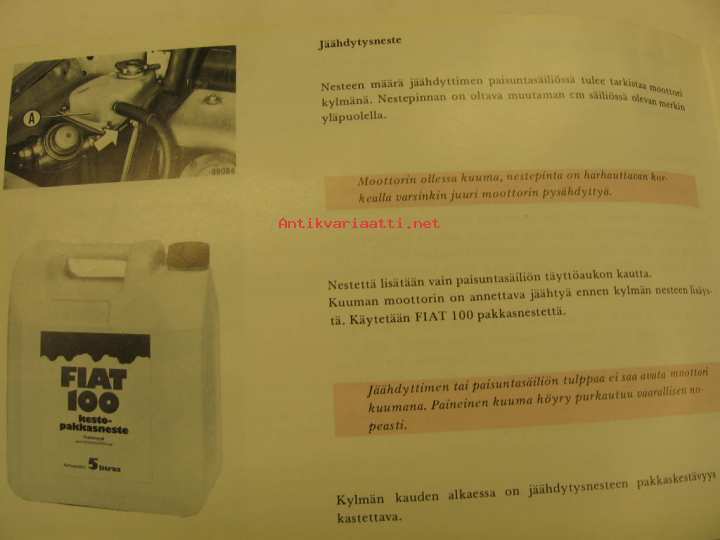 Jäähdytysneste
Nesteen määrä jäähdyttimen paisuntasäiliössä tulee tarkistaa moottori
kylmänä. Nestepinnan on oltava muutaman cm säiliössä olevan merkin
yläpuolella.
A
89084
Moottorin ollessa kuuma, nestepinta on harhauttavan kor-
kealla varsinkin juuri moottorin pysähdyttyä.
Antikvariaatti.net
Nestettä lisätään vain paisuntasäiliön täyttöaukon kautta.
Kuuman moottorin on annettava jäähtyä ennen kylmän nesteen lisäys-
tä. Käytetään FIAT 100 pakkasnestettä.
FIAT
100
kesto-
pakkasneste
5 litraa
Jäähdyttimen tai paisuntasäiliön tulppaa ei saa avata moottori
kuumana. Paineinen kuuma höyry purkautuu vaarallisen no-
peasti.
Kylmän kauden alkaessa on jäähdytysnesteen pakkaskestävyys
kastettava.